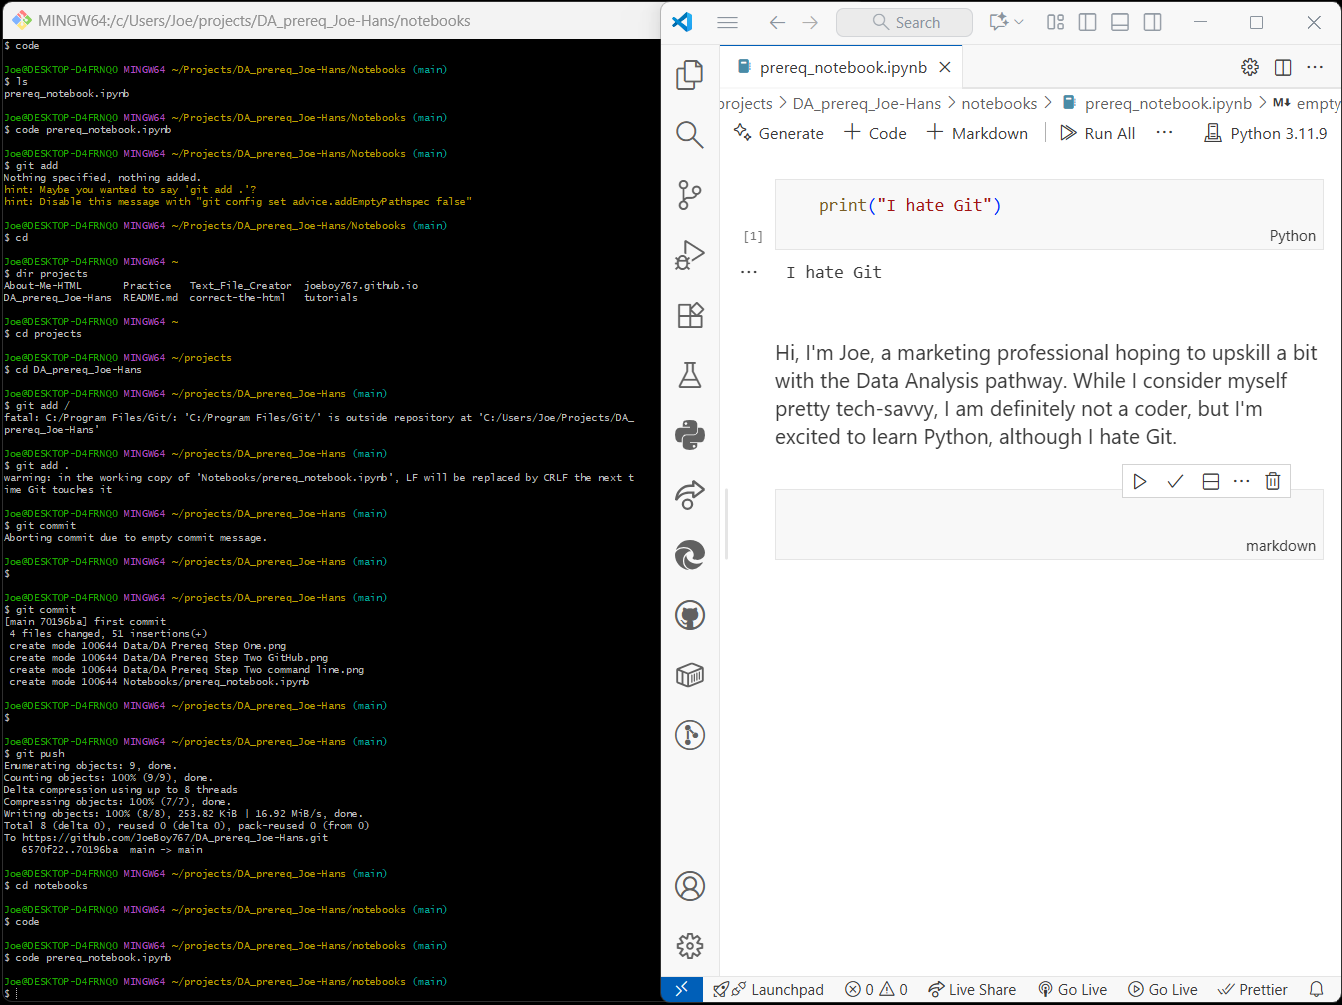 MINGW64:/c/Users/Joe/projects/DA_prereq_Joe-Hans/notebooks
$ code
Joe@DESKTOP-D4FRNQO MINGW64 ~/Projects/DA_prereq_Joe-Hans/Notebooks (main)
$ ls
prereq_notebook.ipynb
Joe@DESKTOP-D4FRNQO MINGW64 ~/Projects/DA_prereq_Joe-Hans/Notebooks (main)
$ code prereq_notebook.ipynb
Joe@DESKTOP-D4FRNQO MINGW64 ~/Projects/DA_prereq_Joe-Hans/Notebooks (main)
$ git add
Nothing specified, nothing added.
hint: Maybe you wanted to say 'git add .'?
hint: Disable this message with "git config set advice.addEmptyPathspec false"
Joe@DESKTOP-D4FRNQO MINGW64 ~/Projects/DA_prereq_Joe-Hans/Notebooks (main)
$ cd
Joe@DESKTOP-D4FRNQO MINGW64 ~
$ dir projects
About-Me-HTML Practice Text_File_Creator joeboy767.github.io
DA_prereq_Joe-Hans README.md correct-the-html tutorials
Joe@DESKTOP-D4FRNQO MINGW64 ~
$ cd projects
Joe@DESKTOP-D4FRNQO MINGW64 ~/projects
$ cd DA_prereq_Joe-Hans
Joe@DESKTOP-D4FRNQO MINGW64 ~/projects/DA_prereq_Joe-Hans (main)
$ git add /
fatal: C:/Program Files/Git/: 'C:/Program Files/Git/' is outside repository at 'C:/Users/Joe/Projects/DA_
prereq_Joe-Hans'
Joe@DESKTOP-D4FRNQO MINGW64 ~/projects/DA_prereq_Joe-Hans (main)
$ git add .
warning: in the working copy of 'Notebooks/prereq_notebook.ipynb', LF will be replaced by CRLF the next t
ime Git touches it
Joe@DESKTOP-D4FRNQO MINGW64 ~/projects/DA_prereq_Joe-Hans (main)
$ git commit
Aborting commit due to empty commit message.
Joe@DESKTOP-D4FRNQO MINGW64 ~/projects/DA_prereq_Joe-Hans (main)
$
Joe@DESKTOP-D4FRNQO MINGW64 ~/projects/DA_prereq_Joe-Hans (main)
$ git commit
[main 70196ba] first commit
4 files changed, 51 insertions(+)
create mode 100644 Data/DA Prereq Step One.png
create mode 100644 Data/DA Prereq Step Two GitHub.png
create mode 100644 Data/DA Prereq Step Two command line.png
create mode 100644 Notebooks/prereq_notebook.ipynb
Joe@DESKTOP-D4FRNQO MINGW64 ~/projects/DA_prereq_Joe-Hans (main)
$
Joe@DESKTOP-D4FRNQO MINGW64 ~/projects/DA_prereq_Joe-Hans (main)
$ git push
Enumerating objects: 9, done.
Counting objects: 100% (9/9), done.
Delta compression using up to 8 threads
Compressing objects: 100% (7/7), done.
Writing objects: 100% (8/8), 253.82 KiB | 16.92 MiB/s, done.
Total 8 (delta 0), reused 0 (delta 0), pack-reused 0 (from 0)
To https://github.com/JoeBoy767/DA_prereq_Joe-Hans.git
6570f22..70196ba main -> main
Joe@DESKTOP-D4FRNQO MINGW64 ~/projects/DA_prereq_Joe-Hans (main)
$ cd notebooks
Joe@DESKTOP-D4FRNQO MINGW64 ~/projects/DA_prereq_Joe-Hans/notebooks (main)
$ code
Joe@DESKTOP-D4FRNQO MINGW64 ~/projects/DA_prereq_Joe-Hans/notebooks (main)
$ code prereq_notebook.ipynb
Joe@DESKTOP-D4FRNQO MINGW64 ~/projects/DA_prereq_Joe-Hans/notebooks (main)
$
Search
prereq_notebook.ipynb
projects > DA_prereq_Joe-Hans > notebooks > prereq_notebook.ipynb > M↓ empty
Generate + Code + Markdown | Run All ··· Python 3.11.9
print("I hate Git")
[1] Python
··· I hate Git
Hi, I'm Joe, a marketing professional hoping to upskill a bit
with the Data Analysis pathway. While I consider myself
pretty tech-savvy, I am definitely not a coder, but I'm
excited to learn Python, although I hate Git.
markdown
Launchpad 0 0 Live Share Go Live Go Live Prettier